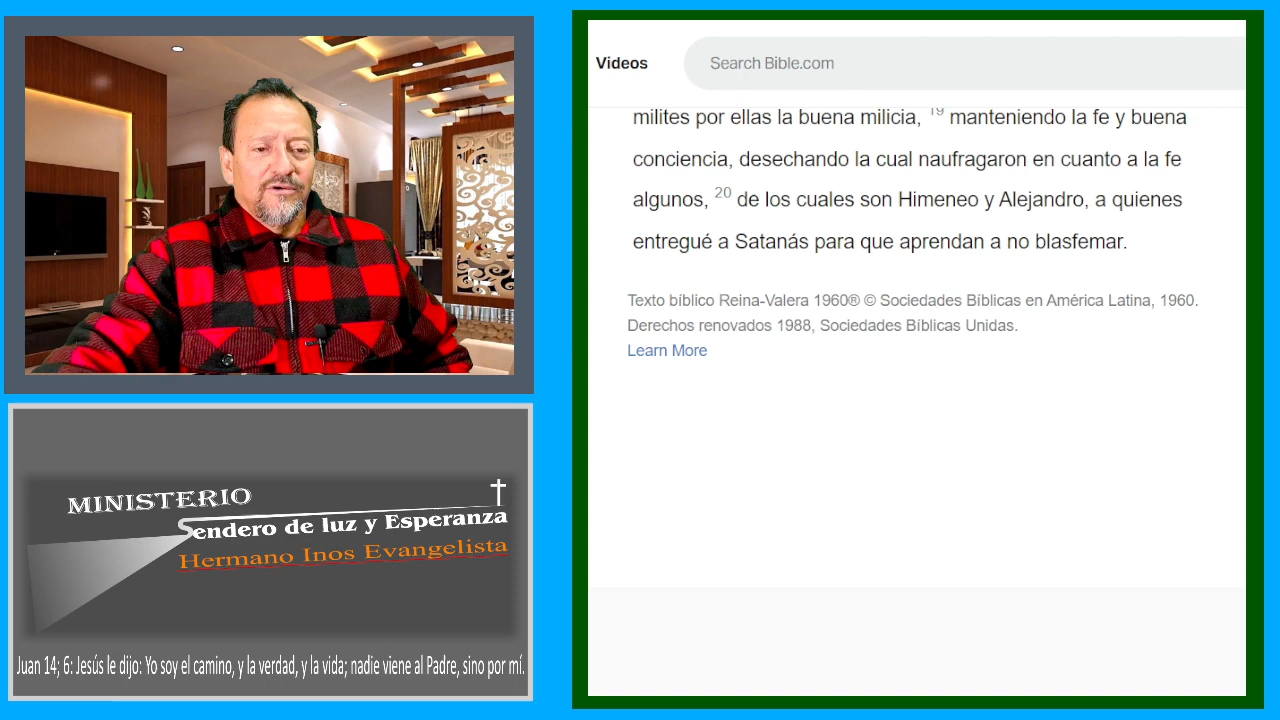 MINISTERIO
Sendero de luz y Esperanza
Hermano Inos Evangelista
Juan 14; 6: Jesús le dijo: Yo soy el camino, y la verdad, y la vida; nadie viene al Padre, sino por mí.
Videos
Search Bible.com
milites por ellas la buena milicia, 19 manteniendo la fe y buena
conciencia, desechando la cual naufragaron en cuanto a la fe
algunos, 20 de los cuales son Himeneo y Alejandro, a quienes
entregué a Satanás para que aprendan a no blasfemar.
Texto bíblico Reina-Valera 1960® © Sociedades Bíblicas en América Latina, 1960.
Derechos renovados 1988, Sociedades Bíblicas Unidas.
Learn More